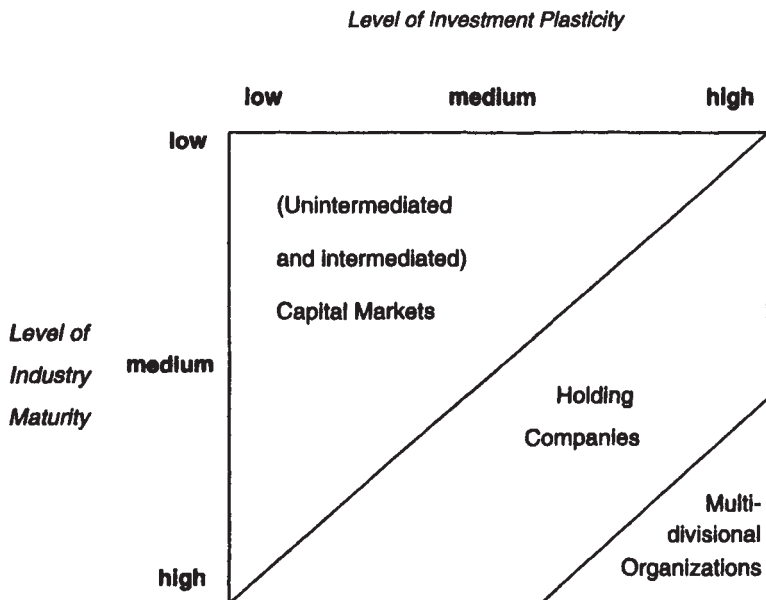 Level of Investment Plasticity
low medium high
low
(Unintermediated
and intermediated)
Capital Markets
Level of
Industry
Maturity
medium
Holding
Companies
Multi-
divisional
Organizations
high